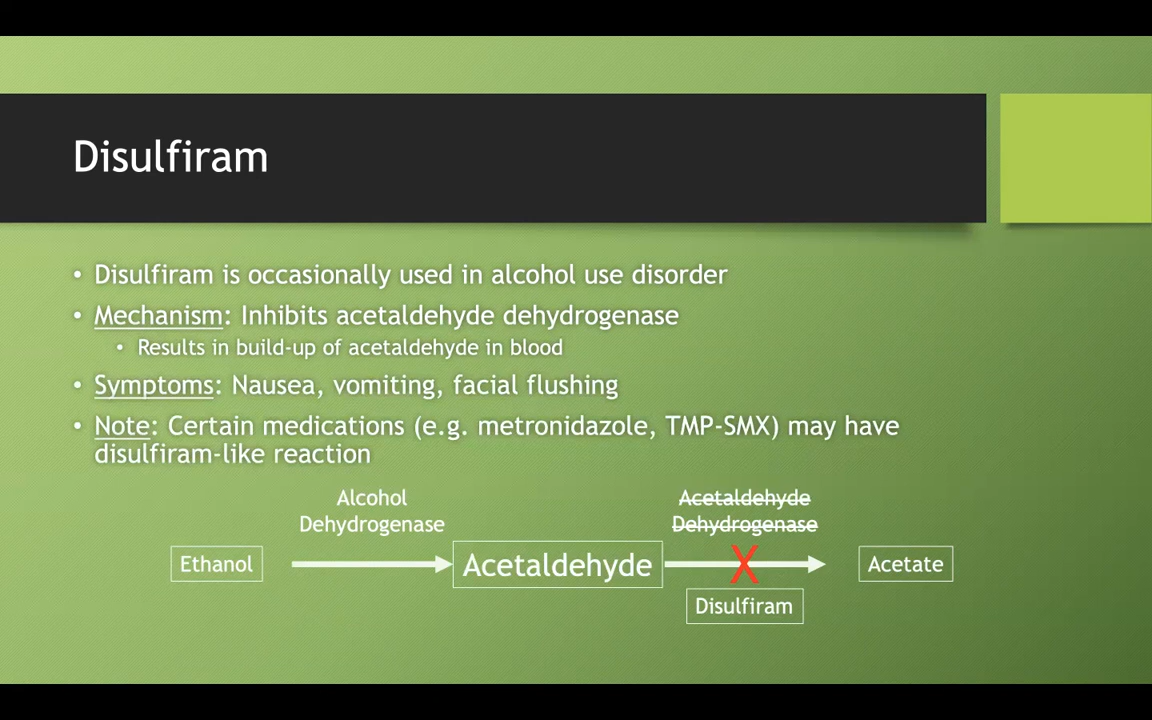 Disulfiram
• Disulfiram is occasionally used in alcohol use disorder
• Mechanism: Inhibits acetaldehyde dehydrogenase
• Results in build-up of acetaldehyde in blood
• Symptoms: Nausea, vomiting, facial flushing
• Note: Certain medications (e.g. metronidazole, TMP-SMX) may have
disulfiram-like reaction
Alcohol
Dehydrogenase
Acetaldehyde
Dehydrogenase
Ethanol
Acetaldehyde
X
Acetate
Disulfiram